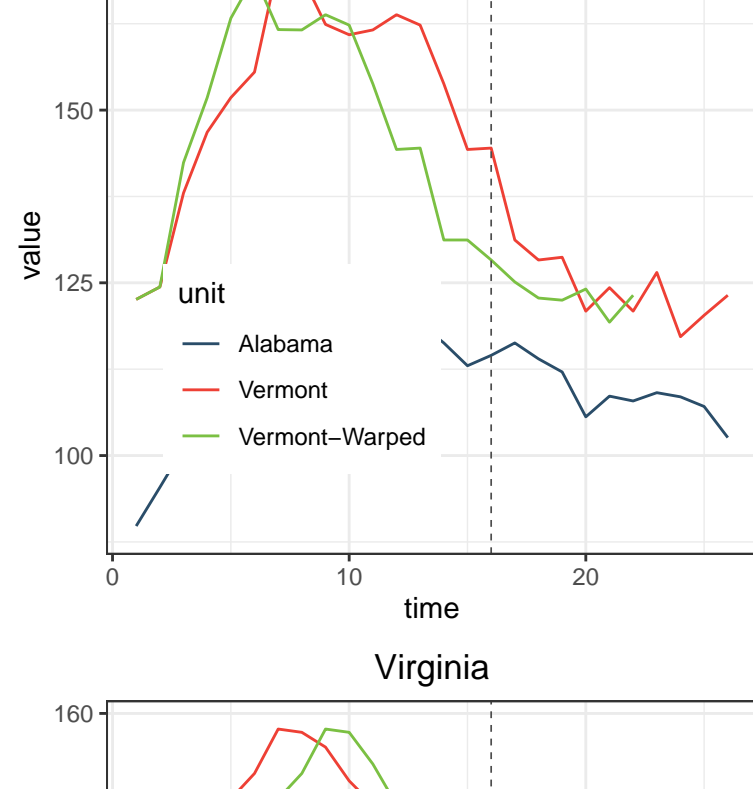 150
value
125
unit
Alabama
Vermont
Vermont−Warped
100
0 10 20
time
Virginia
160